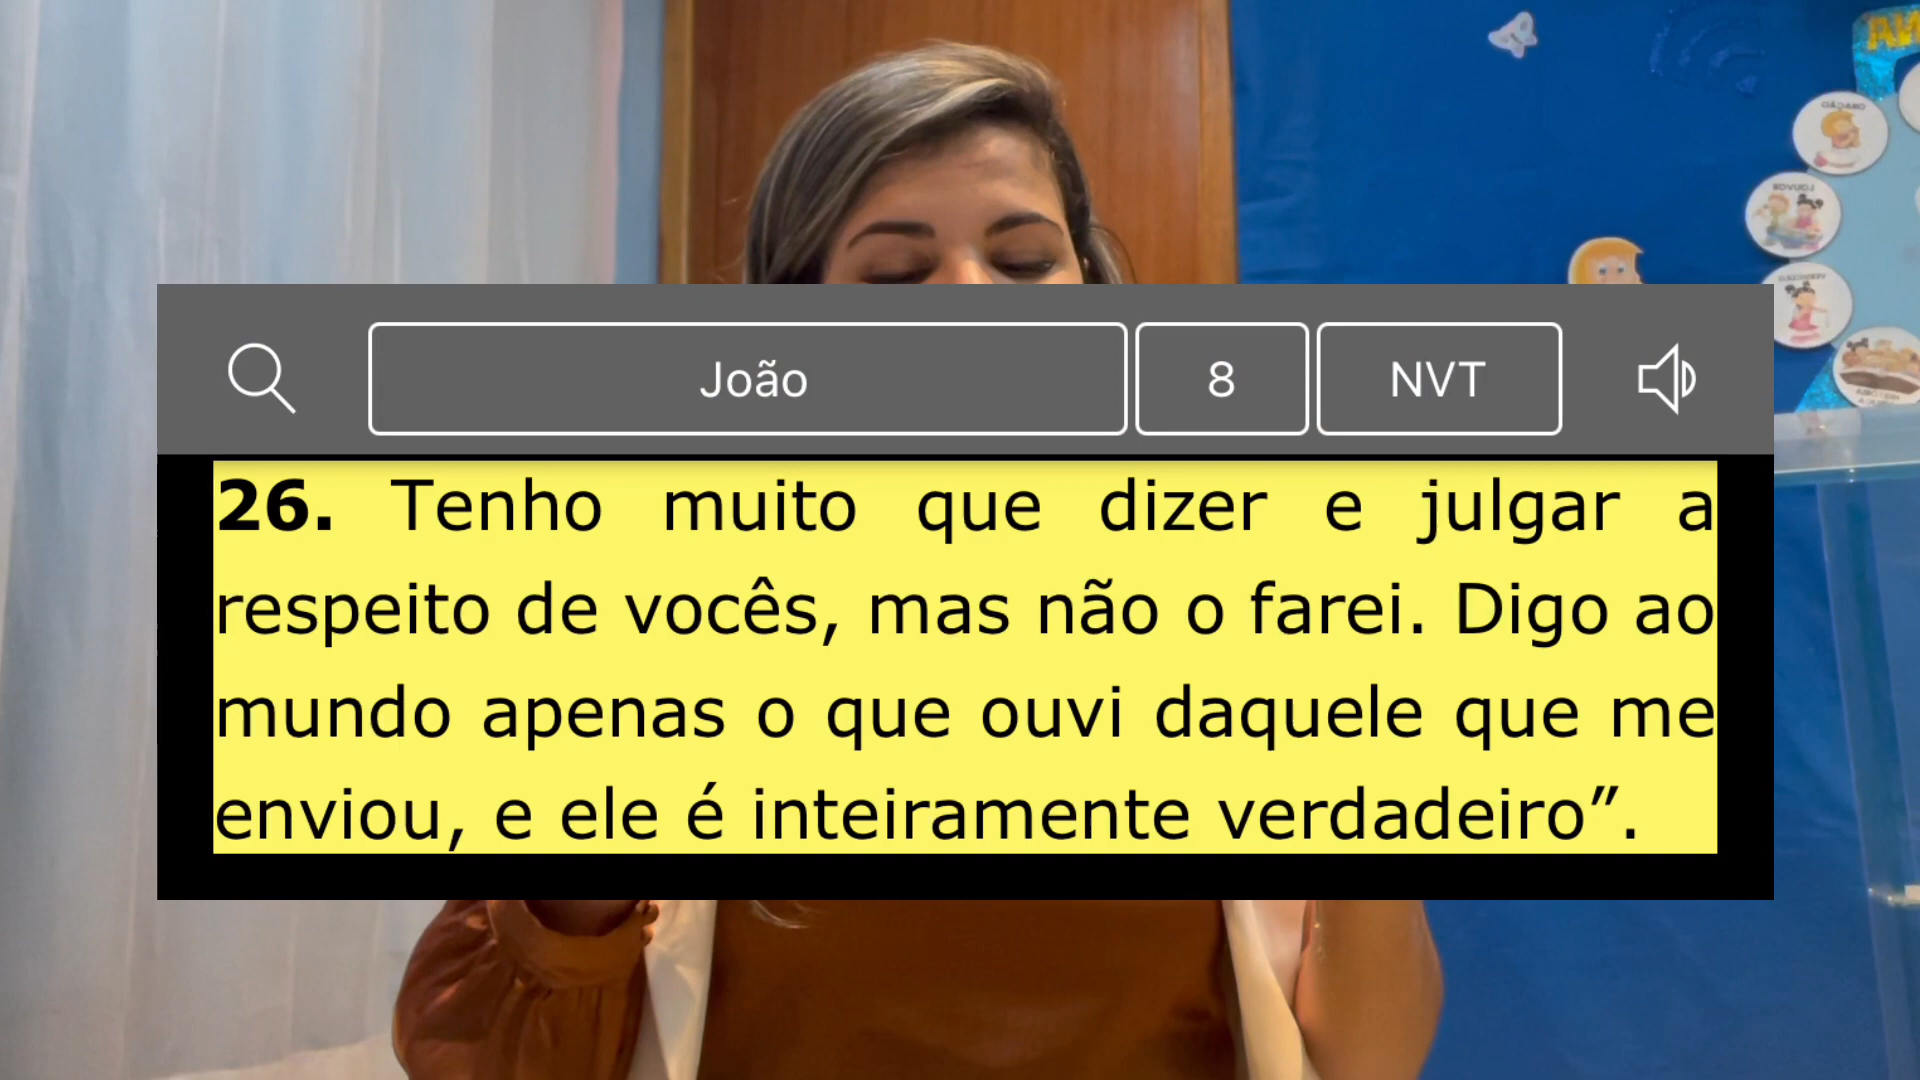 João 8 NVT
26. Tenho muito que dizer e julgar a
respeito de vocês, mas não o farei. Digo ao
mundo apenas o que ouvi daquele que me
enviou, e ele é inteiramente verdadeiro”.